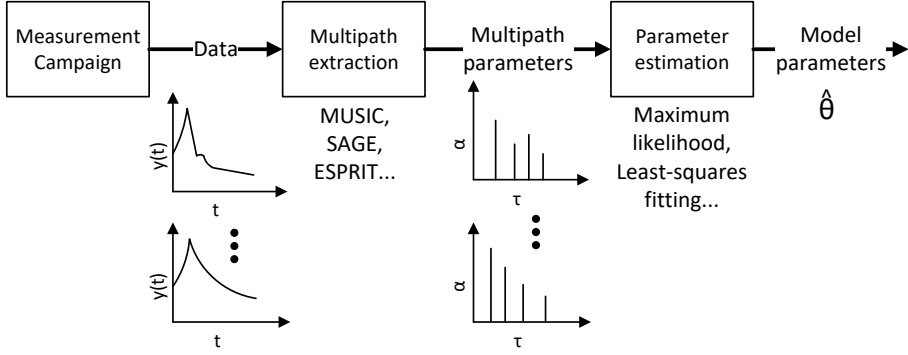 Measurement
Campaign
Data
Multipath
extraction
Multipath
parameters
Parameter
estimation
Model
parameters
θ̂
MUSIC,
SAGE,
ESPRIT...
Maximum
likelihood,
Least-squares
fitting...
y(t)
t
α
τ
y(t)
t
α
τ